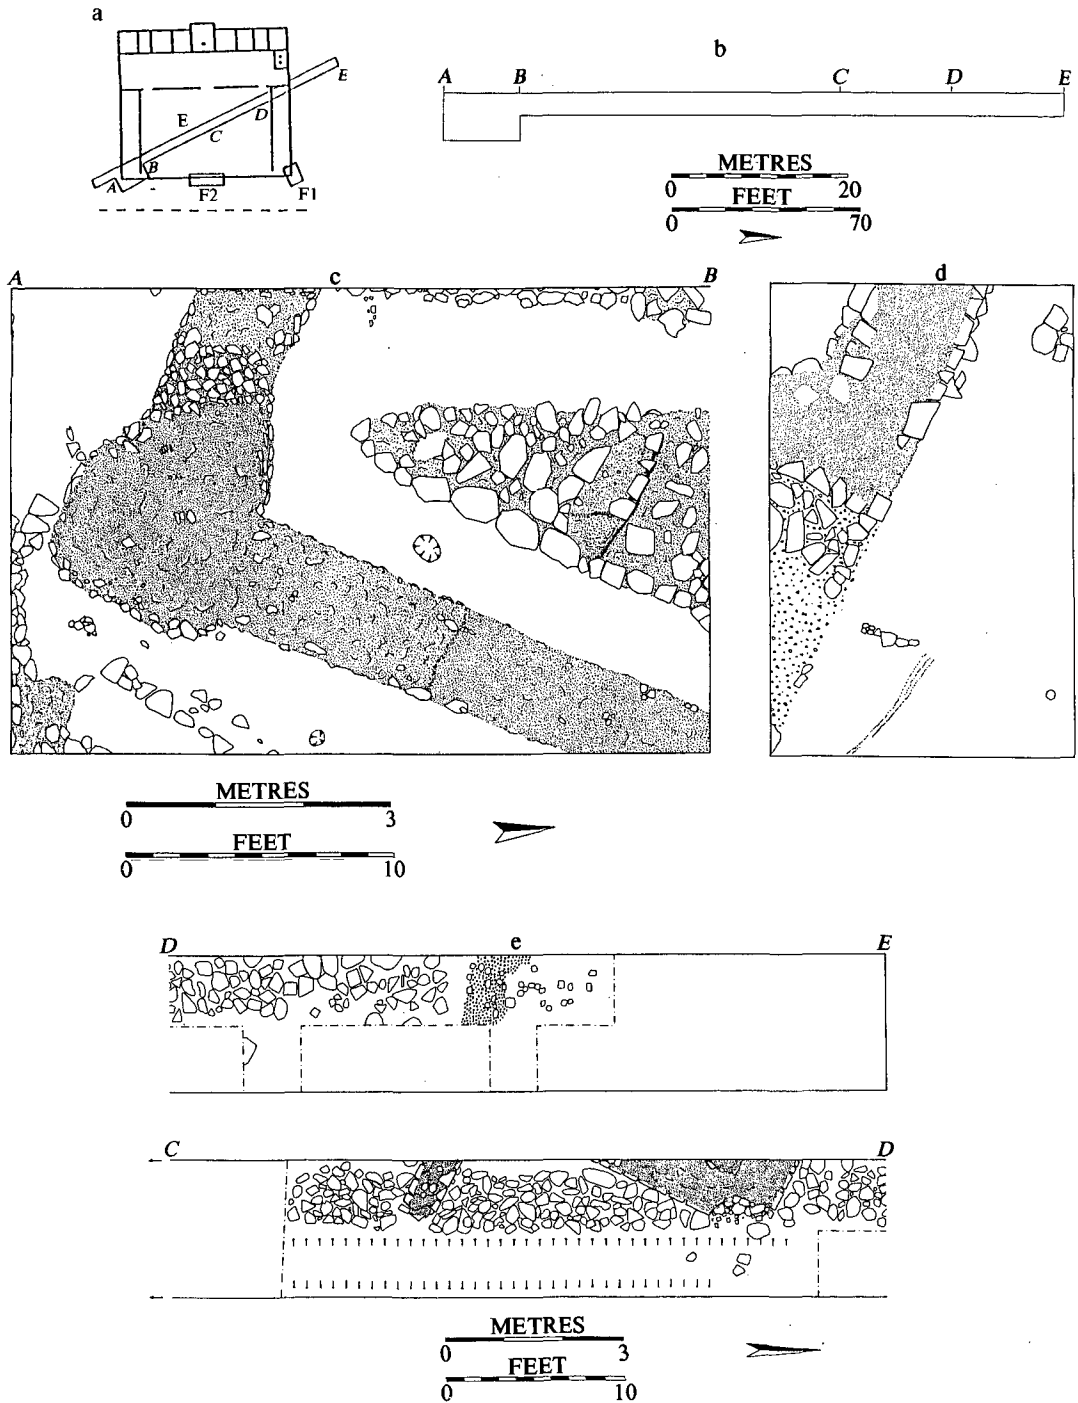 a
E
E
D
C
B
A
F2
F1
b
A B C D E
METRES
0 20
FEET
0 70
A c B
d
METRES
0 3
FEET
0 10
D e E
C D
METRES
0 3
FEET
0 10